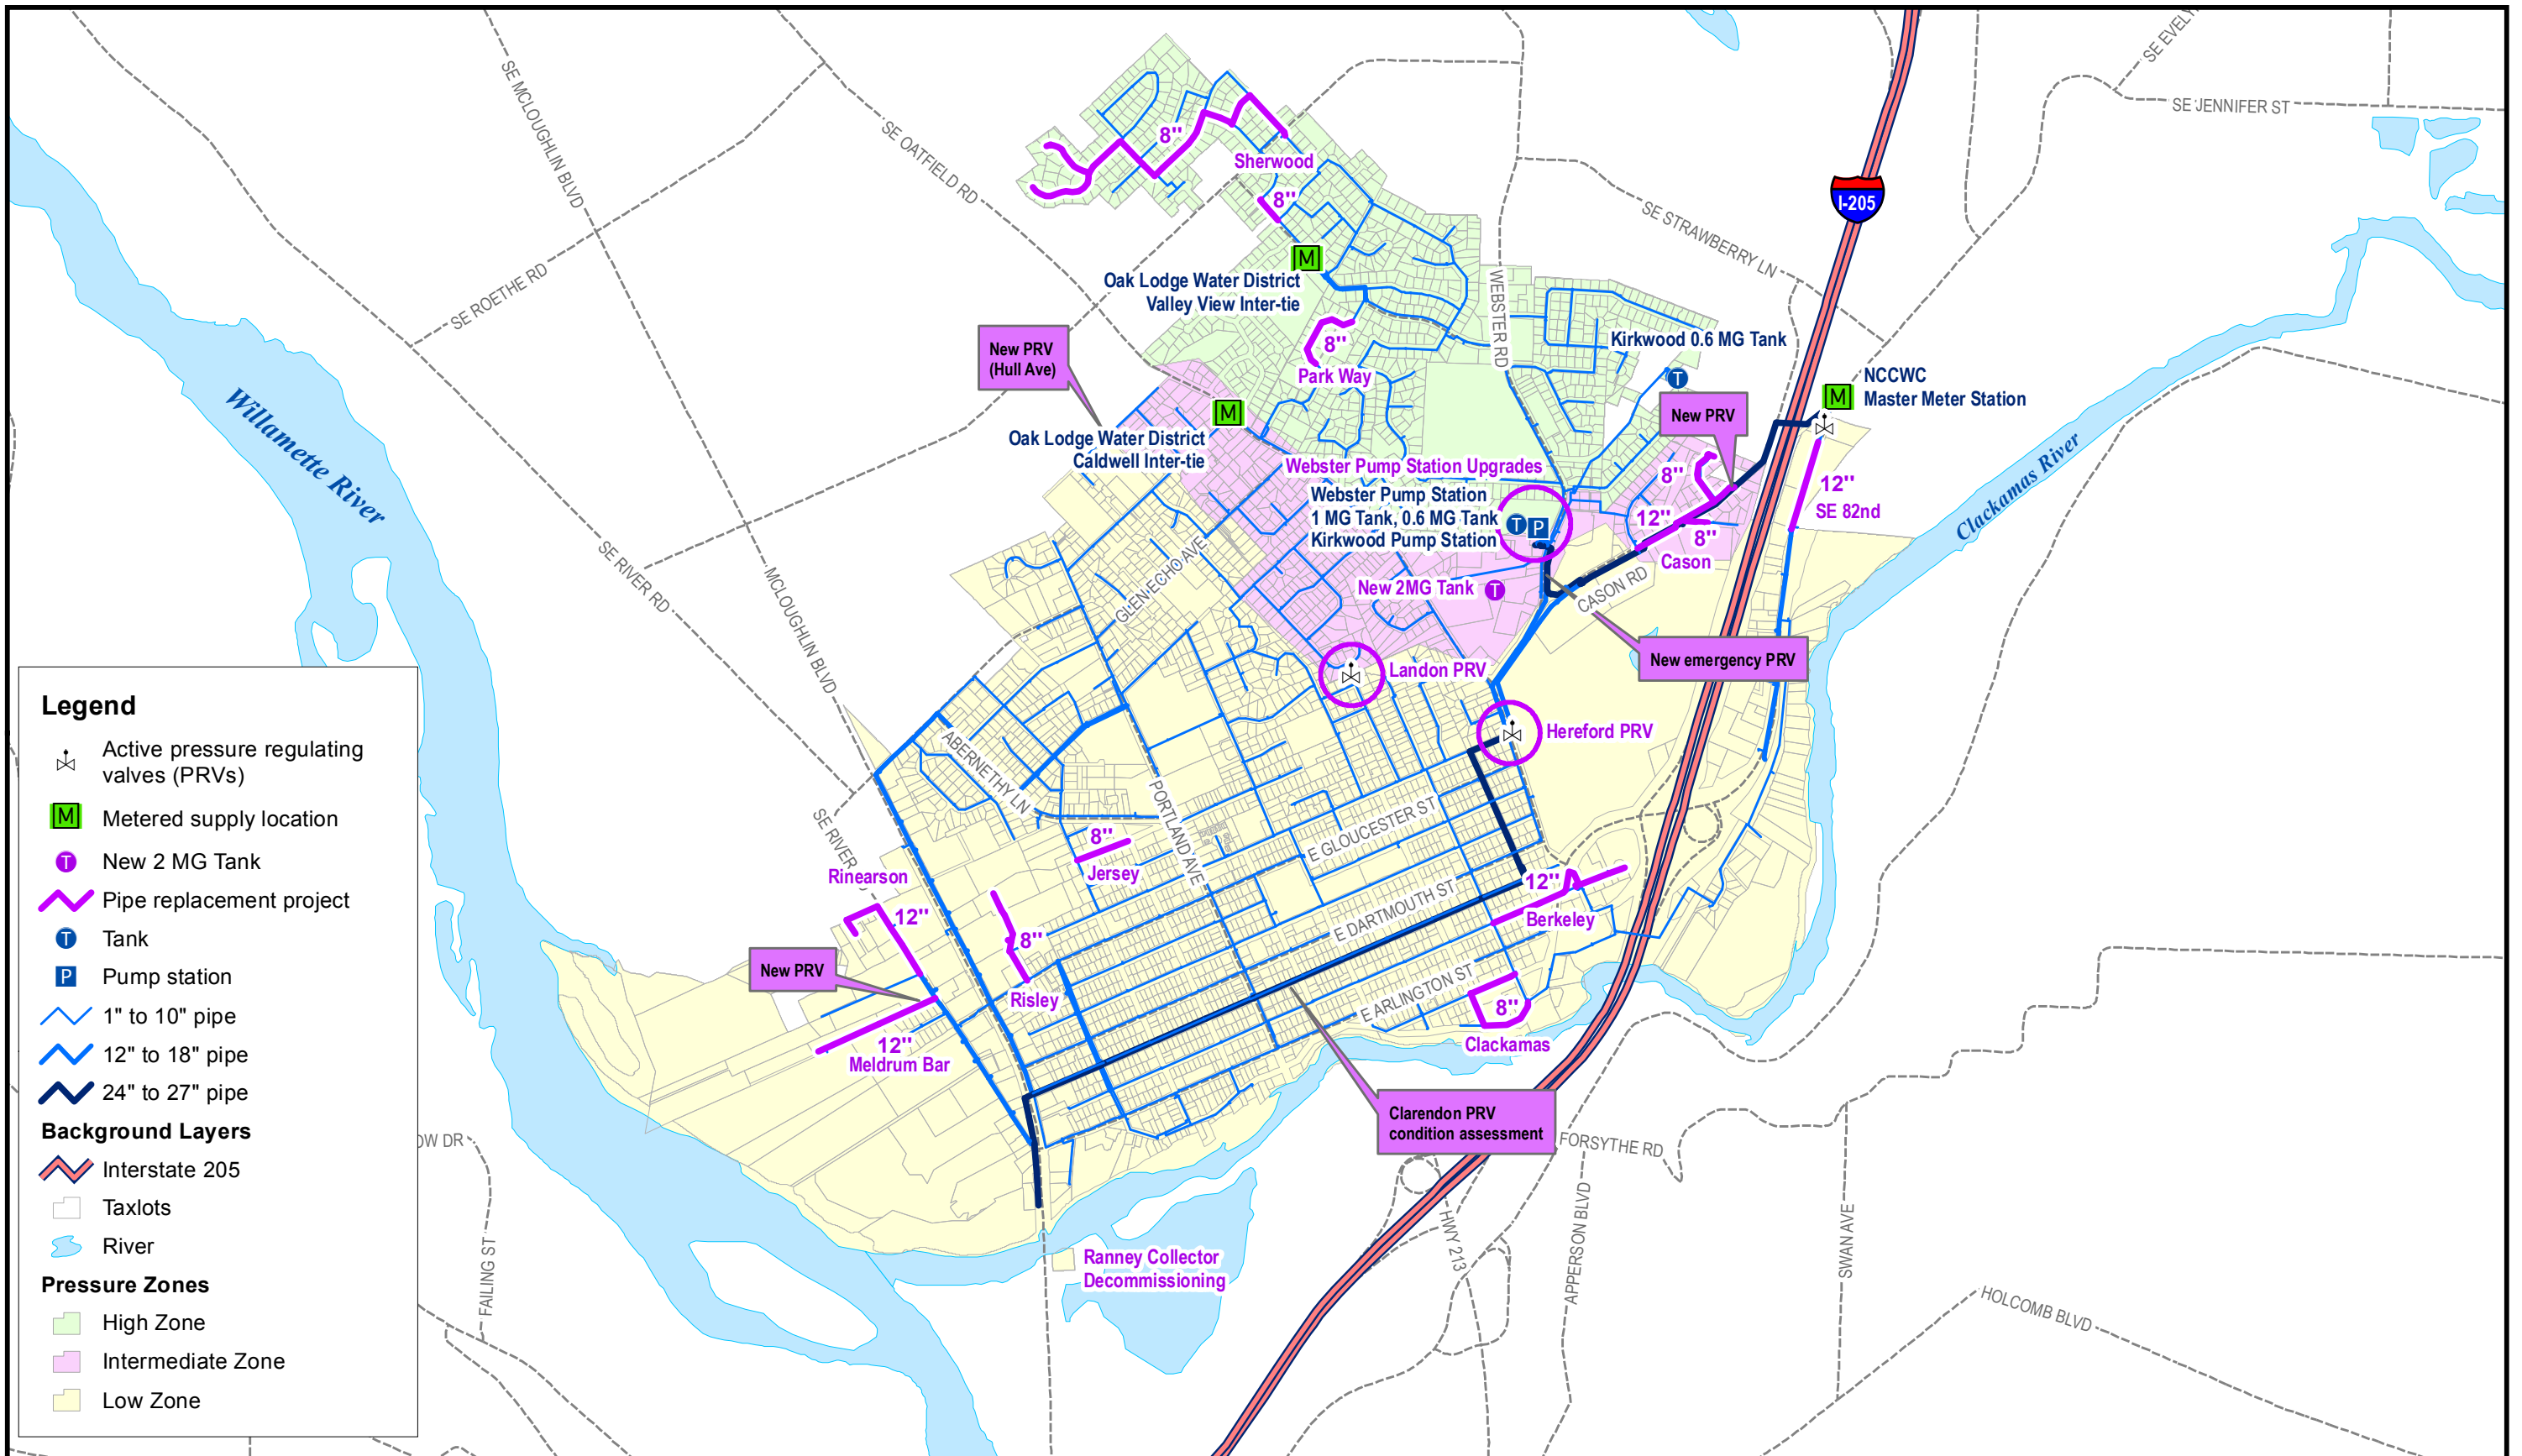 SE EVELY
SE JENNIFER ST
SE MCLOUGHLIN BLVD
SE OATFIELD RD
8"
Sherwood
8"
I-205
SE STRAWBERRY LN
SE ROETHE RD
M
Oak Lodge Water District
Valley View Inter-tie
WEBSTER RD
New PRV
(Hull Ave)
8"
Park Way
Kirkwood 0.6 MG Tank
T
NCCWC
Master Meter Station
M
New PRV
M
Oak Lodge Water District
Caldwell Inter-tie
Willamette River
Webster Pump Station Upgrades
Webster Pump Station
1 MG Tank, 0.6 MG Tank
Kirkwood Pump Station
T
P
8"
12"
8"
Cason
12"
SE 82nd
Clackamas River
SE RIVER RD
MCLOUGHLIN BLVD
GLEN ECHO AVE
New 2MG Tank
T
CASON RD
New emergency PRV
Landon PRV
Hereford PRV
ABERNETHY LN
PORTLAND AVE
SE RIVER
E GLOUCESTER ST
8"
Jersey
Rinearson
12"
8"
Risley
E DARTMOUTH ST
12"
Berkeley
New PRV
12"
Meldrum Bar
E ARLINGTON ST
8"
Clackamas
Clarendon PRV
condition assessment
FORSYTHE RD
OW DR
FAILING ST
HWY 213
APPERSON BLVD
SWAN AVE
HOLCOMB BLVD
Ranney Collector
Decommissioning
Legend
Active pressure regulating
valves (PRVs)
M Metered supply location
T New 2 MG Tank
Pipe replacement project
T Tank
P Pump station
1" to 10" pipe
12" to 18" pipe
24" to 27" pipe
Background Layers
Interstate 205
Taxlots
River
Pressure Zones
High Zone
Intermediate Zone
Low Zone